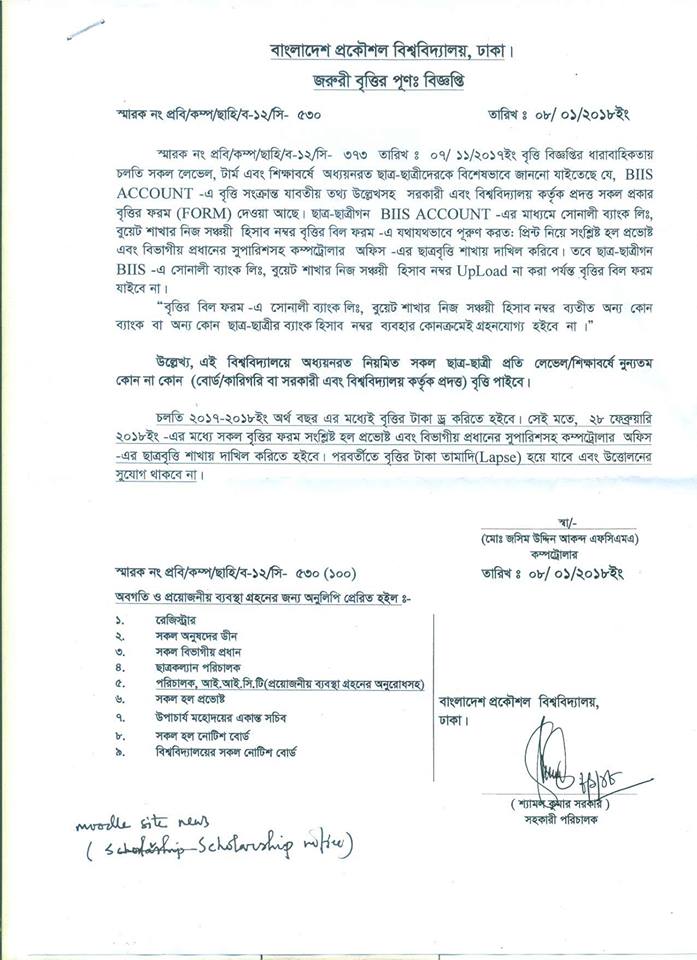 বাংলাদেশ প্রকৌশল বিশ্ববিদ্যালয়, ঢাকা।
জরুরী বৃত্তির পূণঃ বিজ্ঞপ্তি
স্মারক নং প্রবি/কম্প/ছাহি/ব-১২/সি- ৫৩০ তারিখ ঃ ০৮/ ০১/২০১৮ইং
স্মারক নং প্রবি/কম্প/ছাহি/ব-১২/সি- ৩৭৩ তারিখ ঃ ০৭/ ১১/২০১৭ইং বৃত্তি বিজ্ঞপ্তির ধারাবাহিকতায়
চলতি সকল লেভেল, টার্ম এবং শিক্ষাবর্ষে অধ্যয়নরত ছাত্র-ছাত্রীদেরকে বিশেষভাবে জাননো যাইতেছে যে, BIIS
ACCOUNT -এ বৃত্তি সংক্রান্ত যাবতীয় তথ্য উল্লেখসহ সরকারী এবং বিশ্ববিদ্যালয় কর্তৃক প্রদত্ত সকল প্রকার
বৃত্তির ফরম (FORM) দেওয়া আছে। ছাত্র-ছাত্রীগন BIIS ACCOUNT -এর মাধ্যমে সোনালী ব্যাংক লিঃ,
বুয়েট শাখার নিজ সঞ্চয়ী হিসাব নম্বর বৃত্তির বিল ফরম -এ যথাযথভাবে পূরুণ করত: প্রিন্ট নিয়ে সংশ্লিষ্ট হল প্রভোষ্ট
এবং বিভাগীয় প্রধানের সুপারিশসহ কম্পট্রোলার অফিস -এর ছাত্রবৃত্তি শাখায় দাখিল করিবে। তবে ছাত্র-ছাত্রীগন
BIIS -এ সোনালী ব্যাংক লিঃ, বুয়েট শাখার নিজ সঞ্চয়ী হিসাব নম্বর UpLoad না করা পর্যন্ত বৃত্তির বিল ফরম
যাইবে না।
“বৃত্তির বিল ফরম -এ সোনালী ব্যাংক লিঃ, বুয়েট শাখার নিজ সঞ্চয়ী হিসাব নম্বর ব্যতীত অন্য কোন
ব্যাংক বা অন্য কোন ছাত্র-ছাত্রীর ব্যাংক হিসাব নম্বর ব্যবহার কোনক্রমেই গ্রহনযোগ্য হইবে না ।”
উল্লেখ্য, এই বিশ্ববিদ্যালয়ে অধ্যয়নরত নিয়মিত সকল ছাত্র-ছাত্রী প্রতি লেভেল/শিক্ষাবর্ষে নুন্যতম
কোন না কোন (বোর্ড/কারিগরি বা সরকারী এবং বিশ্ববিদ্যালয় কর্তৃক প্রদত্ত) বৃত্তি পাইবে।
চলতি ২০১৭-২০১৮ইং অর্থ বছর এর মধ্যেই বৃত্তির টাকা ড্র করিতে হইবে। সেই মতে, ২৮ ফেব্রুয়ারি
২০১৮ইং -এর মধ্যে সকল বৃত্তির ফরম সংশ্লিষ্ট হল প্রভোষ্ট এবং বিভাগীয় প্রধানের সুপারিশসহ কম্পট্রোলার অফিস
-এর ছাত্রবৃত্তি শাখায় দাখিল করিতে হইবে। পরবর্তীতে বৃত্তির টাকা তামাদি(Lapse) হয়ে যাবে এবং উত্তোলনের
সুযোগ থাকবে না।
স্বা/-
(মোঃ জসিম উদ্দিন আকন্দ এফসিএমএ)
কম্পট্রোলার
স্মারক নং প্রবি/কম্প/ছাহি/ব-১২/সি- ৫৩০ (১০০) তারিখ ঃ ০৮/ ০১/২০১৮ইং
অবগতি ও প্রয়োজনীয় ব্যবস্থা গ্রহনের জন্য অনুলিপি প্রেরিত হইল ঃ-
১. রেজিস্ট্রার
২. সকল অনুষদের ডীন
৩. সকল বিভাগীয় প্রধান
৪. ছাত্রকল্যান পরিচালক
৫. পরিচালক, আই.আই.সি.টি(প্রয়োজনীয় ব্যবস্থা গ্রহনের অনুরোধসহ)
৬. সকল হল প্রভোষ্ট
৭. উপাচার্য মহোদয়ের একান্ত সচিব
৮. সকল হল নোটিশ বোর্ড
৯. বিশ্ববিদ্যালয়ের সকল নোটিশ বোর্ড
বাংলাদেশ প্রকৌশল বিশ্ববিদ্যালয়,
ঢাকা।
(শ্যামল কুমার সরকার)
সহকারী পরিচালক
moodle site news
( Scholarship notice)